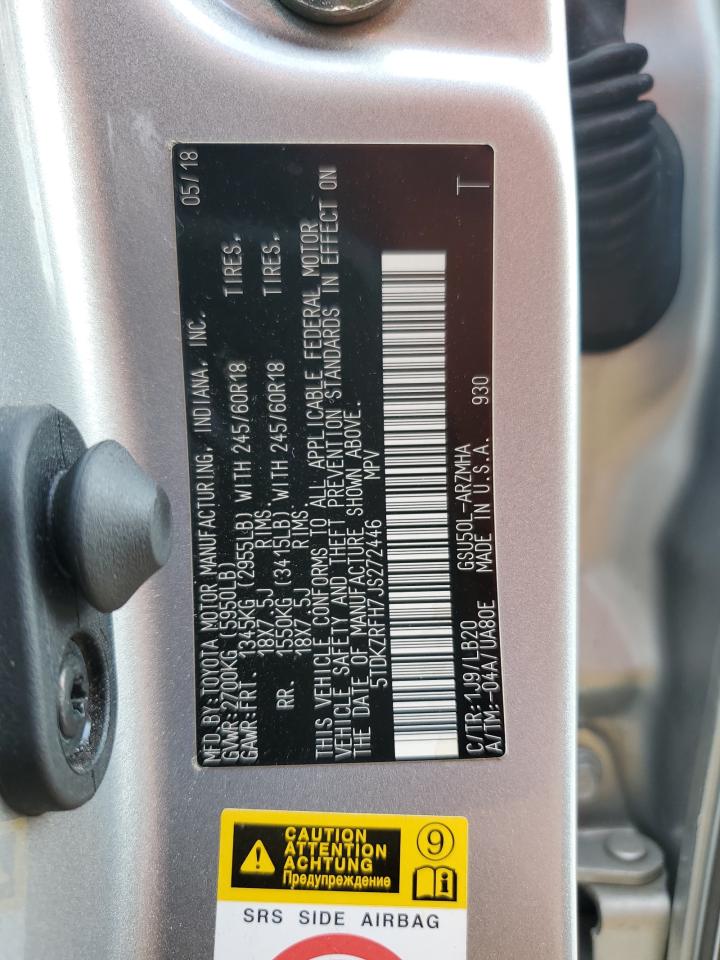 MFD. BY: TOYOTA MOTOR MANUFACTURING, INDIANA, INC. 05/18
GVWR: 2700KG (5950LB)
GAWR: FRT. 1345KG (2955LB) WITH 245/60R18 TIRES,
18X7.5J RIMS,
RR. 1550KG (3415LB) WITH 245/60R18 TIRES,
18X7.5J RIMS.
THIS VEHICLE CONFORMS TO ALL APPLICABLE FEDERAL MOTOR
VEHICLE SAFETY AND THEFT PREVENTION STANDARDS IN EFFECT ON
THE DATE OF MANUFACTURE SHOWN ABOVE.
5TDKZRFH7JS272446 MPV
C/TR: 1J9/LB20 GSU50L-ARZMHA T
A/TM: -04A/UA80E MADE IN U.S.A. 930
CAUTION
ATTENTION
ACHTUNG
Предупреждение
9
SRS SIDE AIRBAG